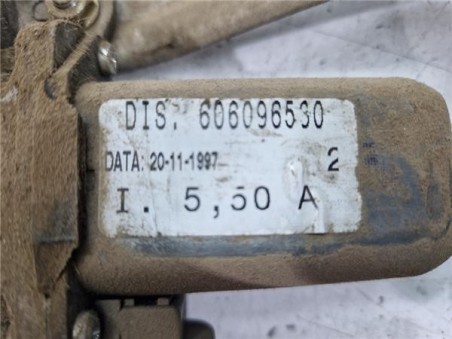 DIS. 606096530
DATA: 20-11-1997 2
I. 5,50 A